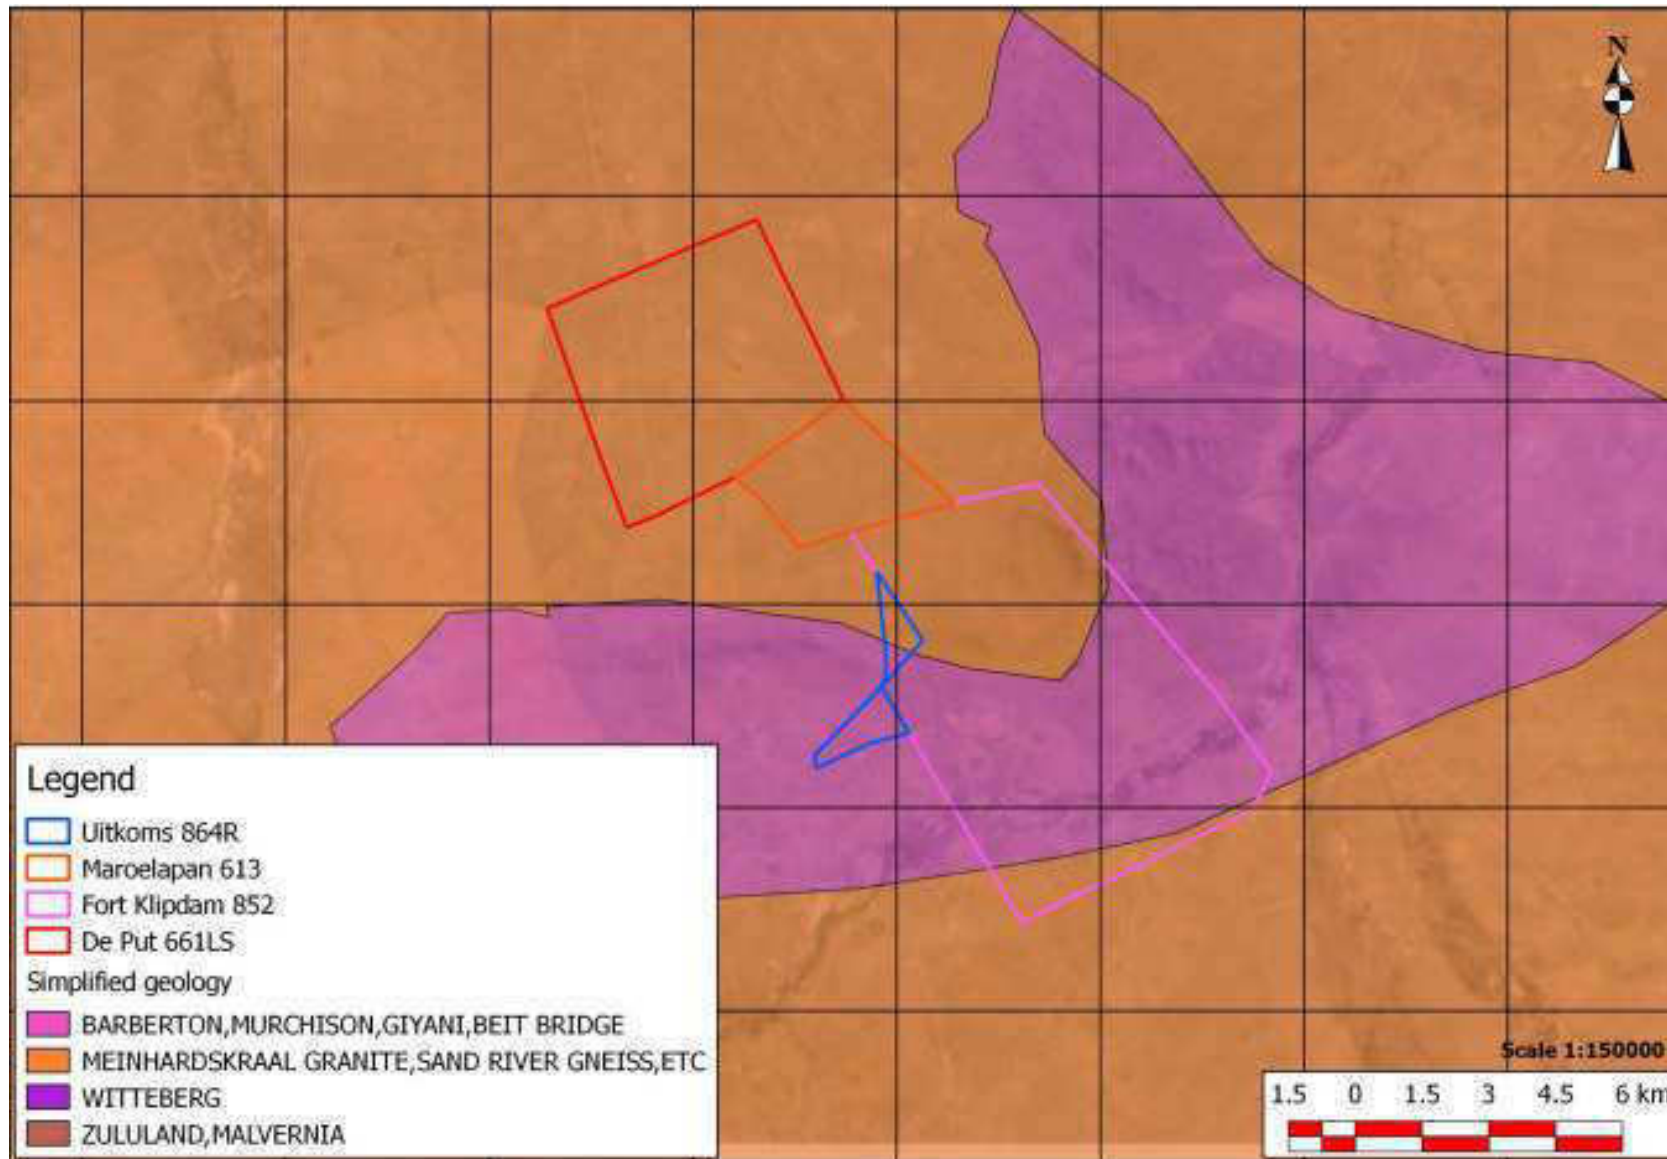 N
Legend
Uitkoms 864R
Maroelapan 613
Fort Klipdam 852
De Put 661LS
Simplified geology
BARBERTON,MURCHISON,GIYANI,BEIT BRIDGE
MEINHARDSKRAAL GRANITE,SAND RIVER GNEISS,ETC
WITTEBERG
ZULULAND,MALVERNIA
Scale 1:150000
1.5 0 1.5 3 4.5 6 km